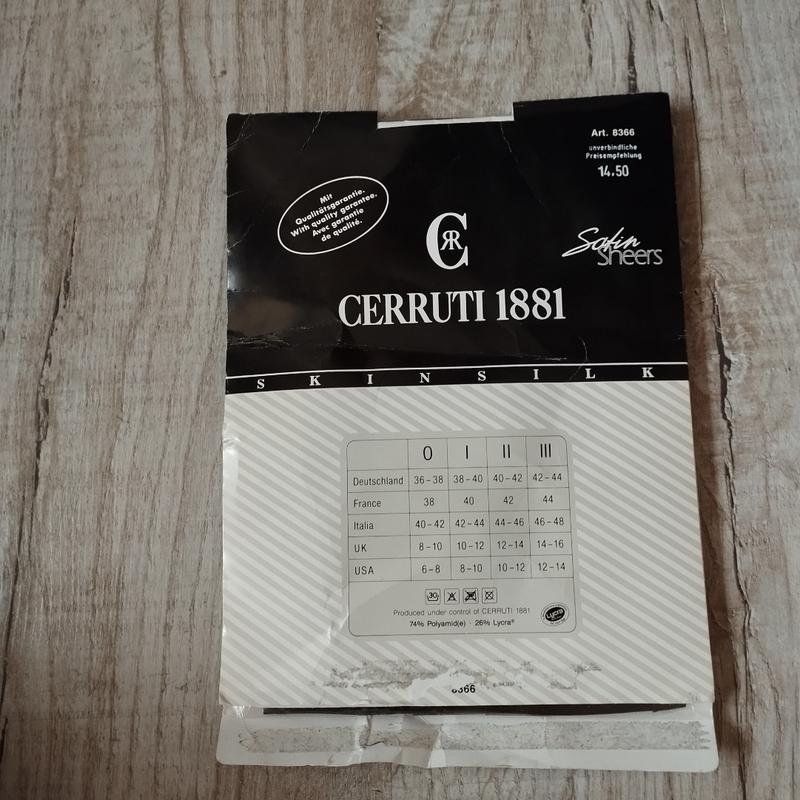 Art. 8366
unverbindliche
Preisempfehlung
14.50
Mit
Qualitätsgarantie.
With quality garantee.
Avec garantie
de qualité.
CRR
Satin
Sheers
CERRUTI 1881
SKINSILK
0 I II III
Deutschland 36-38 38-40 40-42 42-44
France 38 40 42 44
Italia 40-42 42-44 44-46 46-48
UK 8-10 10-12 12-14 14-16
USA 6-8 8-10 10-12 12-14
30
Produced under control of CERRUTI 1881
74% Polyamid(e) · 26% Lycra®
Lycra
8366